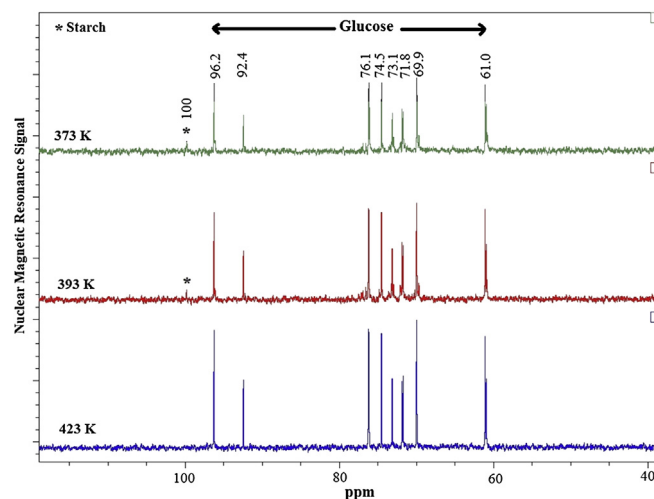 * Starch
Glucose
96.2
92.4
76.1
74.5
73.1
71.8
69.9
61.0
* 100
373 K
*
393 K
423 K
Nuclear Magnetic Resonance Signal
100
80
60
40
ppm